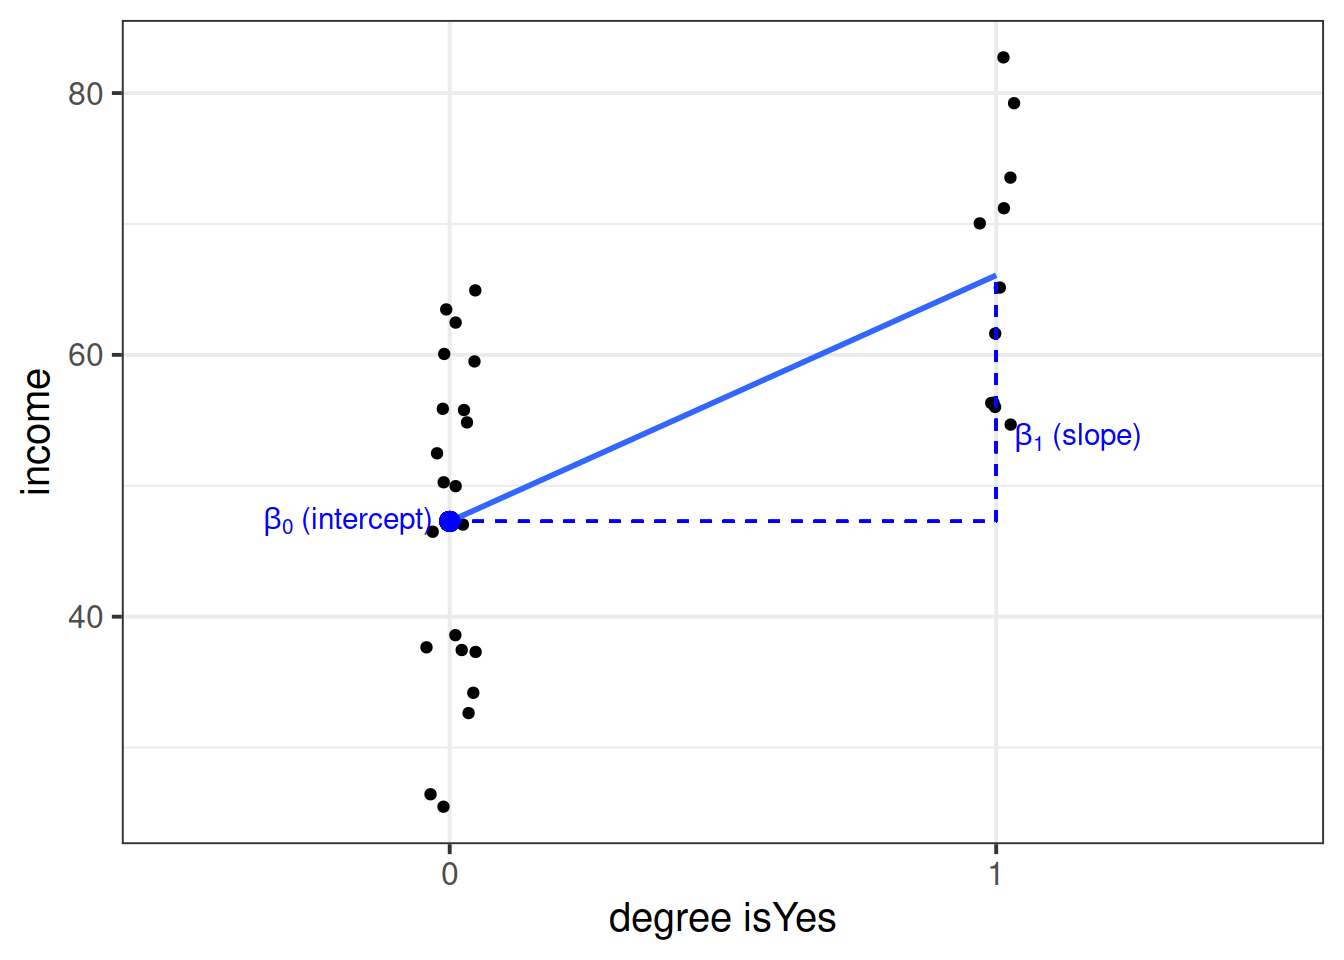 80
60
40
income
β₀ (intercept)
β₁ (slope)
0
1
degree isYes